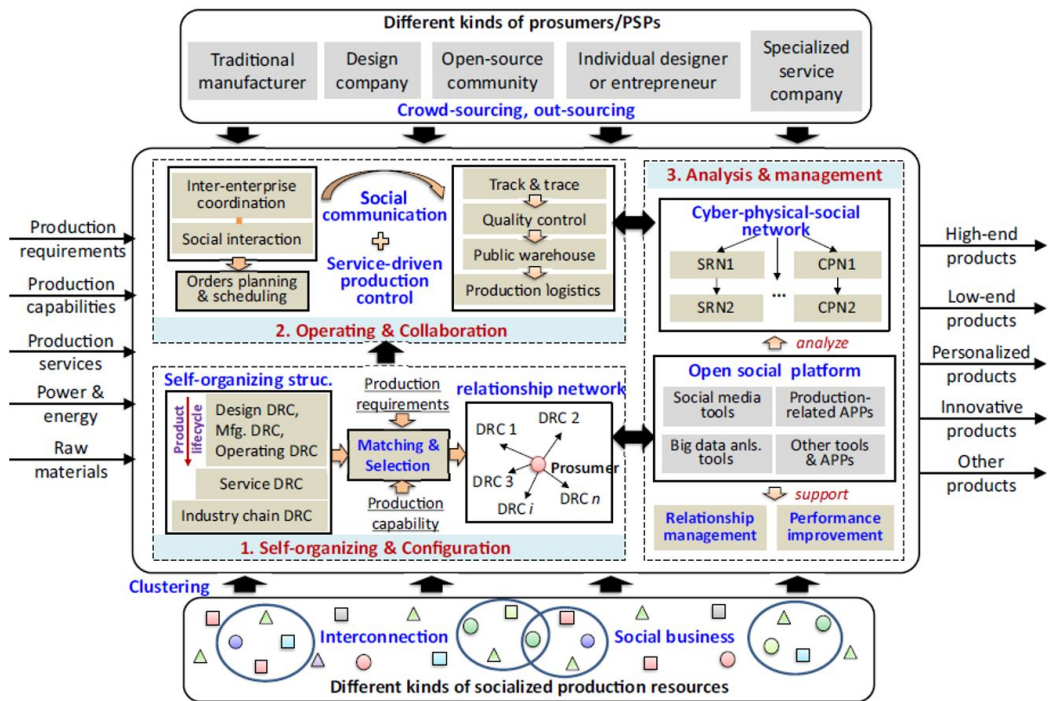 Different kinds of prosumers/PSPs
Traditional
manufacturer
Design
company
Open-source
community
Individual designer
or entrepreneur
Specialized
service
company
Crowd-sourcing, out-sourcing
Production
requirements
Production
capabilities
Production
services
Power &
energy
Raw
materials
Inter-enterprise
coordination
Social interaction
Orders planning
& scheduling
Social
communication
Service-driven
production
control
Track & trace
Quality control
Public warehouse
Production logistics
2. Operating & Collaboration
Self-organizing struc.
Product
lifecycle
Design DRC,
Mfg. DRC,
Operating DRC
Service DRC
Industry chain DRC
Production
requirements
Matching &
Selection
Production
capability
relationship network
DRC 1
DRC 2
Prosumer
DRC 3
DRC i
DRC n
1. Self-organizing & Configuration
3. Analysis & management
Cyber-physical-social
network
SRN1
CPN1
SRN2
...
CPN2
analyze
Open social platform
Social media
tools
Production-
related APPs
Big data anls.
tools
Other tools
& APPs
support
Relationship
management
Performance
improvement
High-end
products
Low-end
products
Personalized
products
Innovative
products
Other
products
Clustering
Interconnection
Social business
Different kinds of socialized production resources